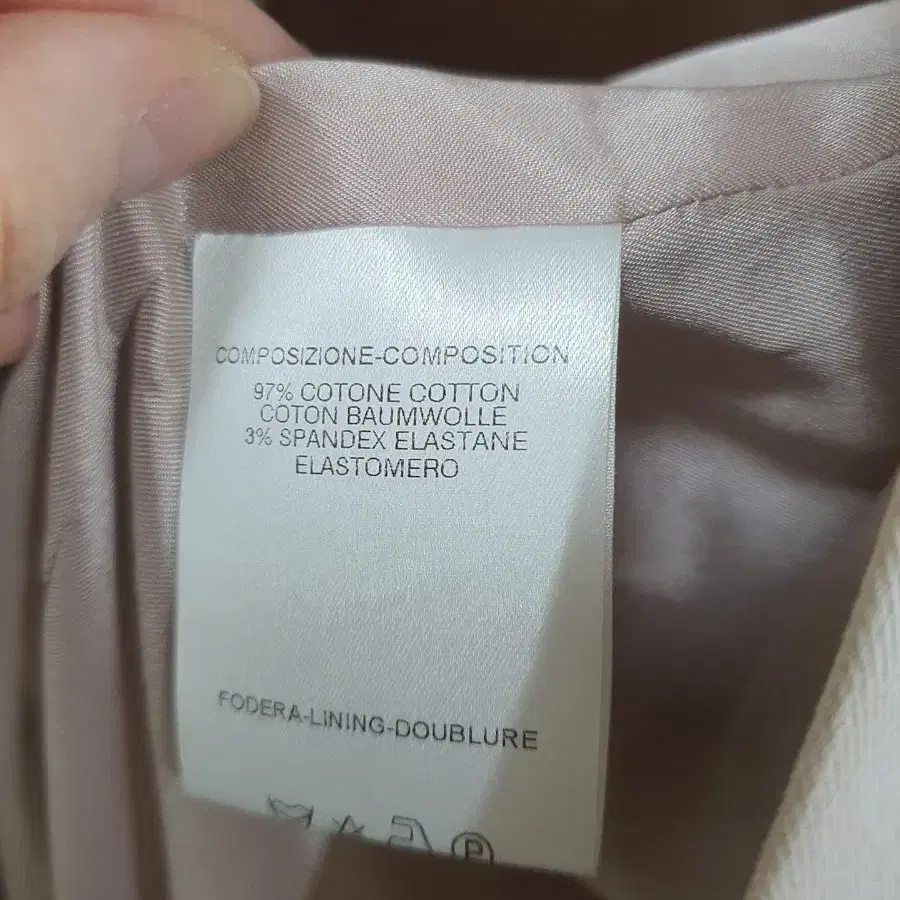 COMPOSIZIONE-COMPOSITION
97% COTONE COTTON
COTON BAUMWOLLE
3% SPANDEX ELASTANE
ELASTOMERO
FODERA-LINING-DOUBLURE
P